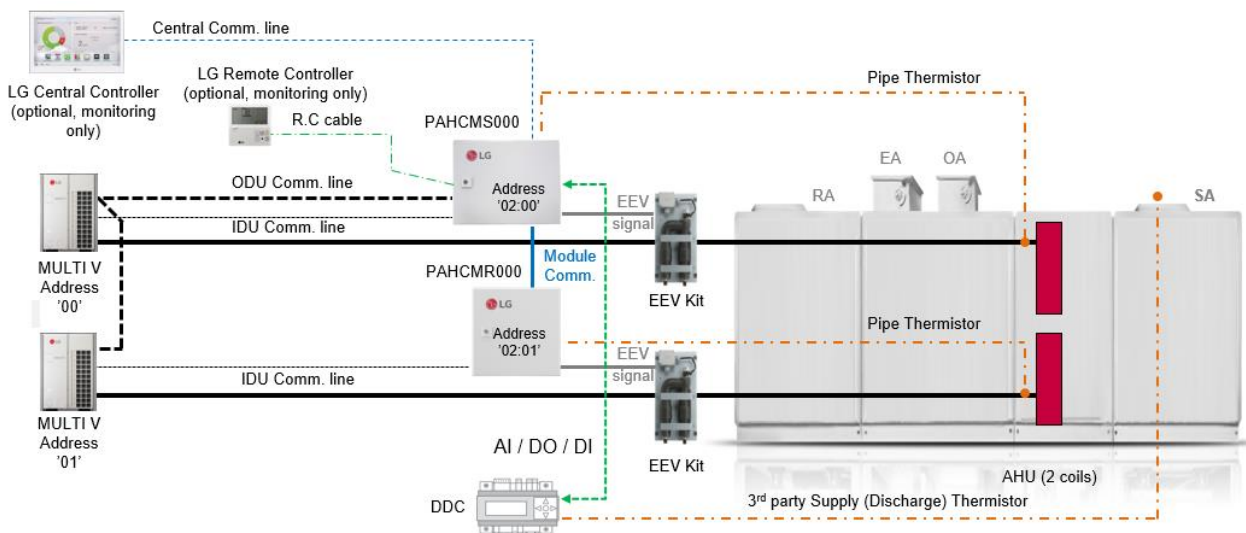 Central Comm. line
LG Central Controller
(optional, monitoring
only)
LG Remote Controller
(optional, monitoring only)
R.C cable
Pipe Thermistor
PAHCMS000
LG
Address
'02:00'
ODU Comm. line
IDU Comm. line
EEV
signal
EEV Kit
MULTI V
Address
'00'
Module
Comm.
PAHCMR000
LG
Address
'02:01'
EEV
signal
EEV Kit
IDU Comm. line
MULTI V
Address
'01'
RA
EA
OA
SA
Pipe Thermistor
AHU (2 coils)
AI / DO / DI
DDC
3rd party Supply (Discharge) Thermistor